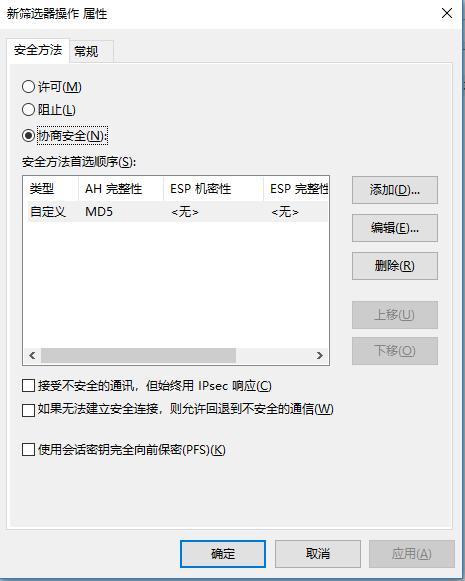 新筛选器操作 属性
安全方法 常规
许可(M)
阻止(L)
协商安全(N):
安全方法首选顺序(S):
类型 AH 完整性 ESP 机密性 ESP 完整性
自定义 MD5 <无> <无>
添加(D)...
编辑(E)...
删除(R)
上移(U)
下移(O)
接受不安全的通讯，但始终用 IPsec 响应(C)
如果无法建立安全连接，则允许回退到不安全的通信(W)
使用会话密钥完全向前保密(PFS)(K)
确定 取消 应用(A)